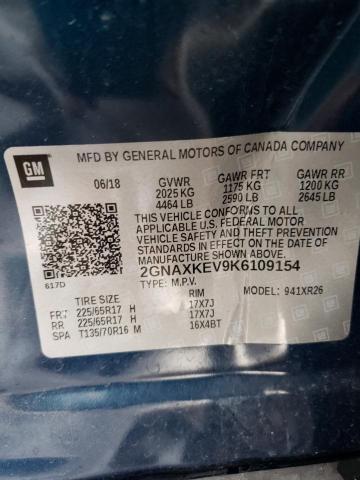 GM
MFD BY GENERAL MOTORS OF CANADA COMPANY
06/18 GVWR GAWR FRT GAWR RR
2025 KG 1175 KG 1200 KG
4464 LB 2590 LB 2645 LB
THIS VEHICLE CONFORMS TO ALL APPLICABLE
U.S. FEDERAL MOTOR
VEHICLE SAFETY AND THEFT PREVENTION
STANDARDS IN EFFECT ON THE DATE OF
MANUFACTURE SHOWN ABOVE.
617D 2GNAXKEV9K6109154
TYPE: M.P.V. MODEL: 941XR26
TIRE SIZE RIM
FRT 225/65R17 H 17X7J
RR 225/65R17 H 17X7J
SPA T135/70R16 M 16X4BT